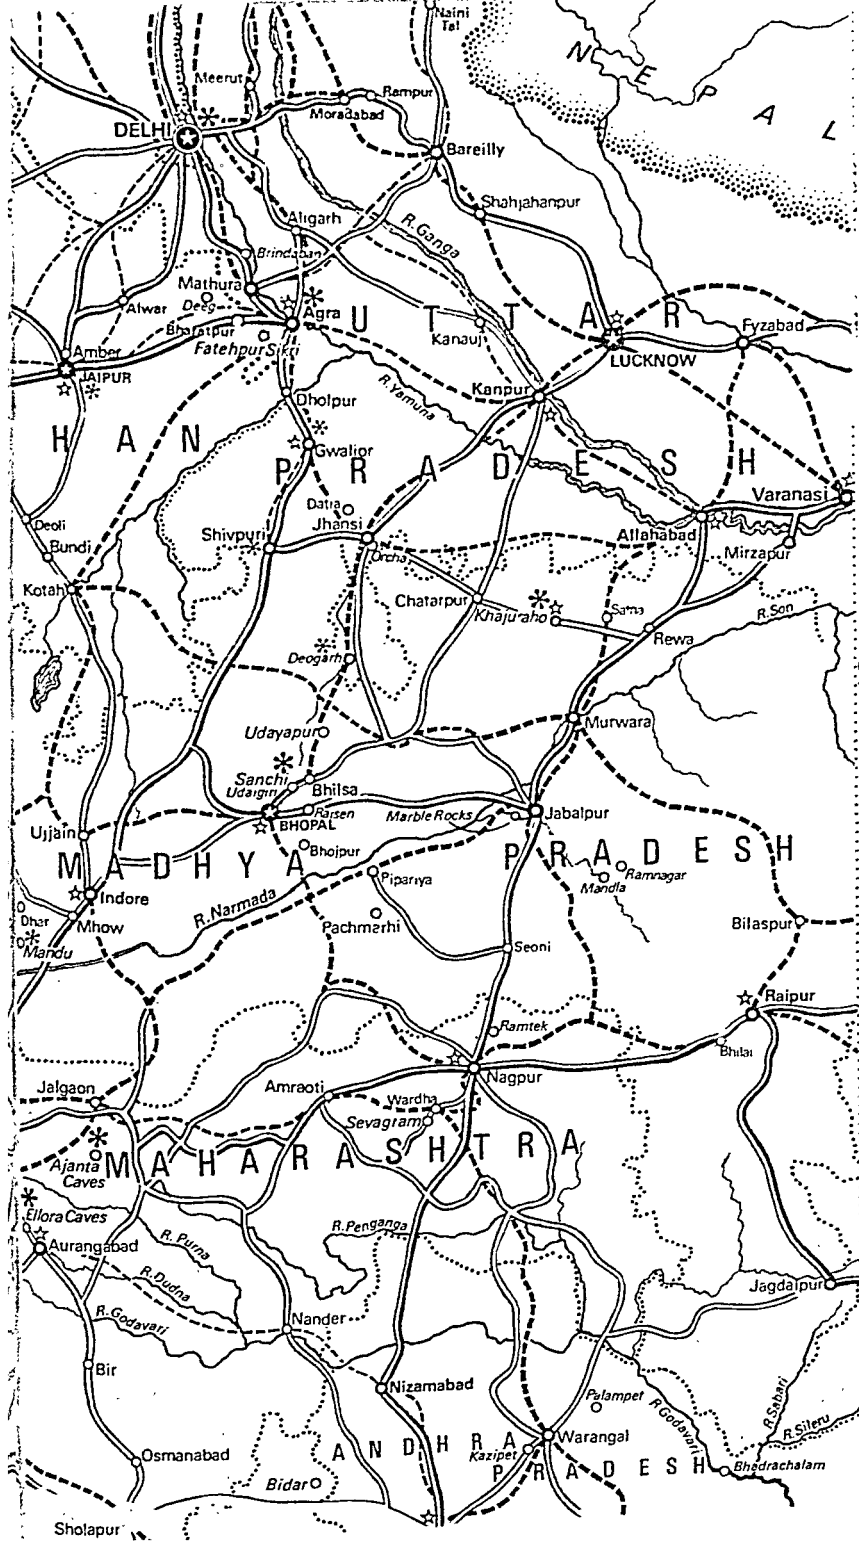 Naini
Tal
NEPAL
Meerut
Rampur
Moradabad
DELHI
Bareilly
Shahjahanpur
Aligarh
R.Ganga
Brindaban
Mathura
Deeg
Alwar
Agra
UTTAR
Bharatpur
Kanauj
Fyzabad
Fatehpur Sikri
LUCKNOW
Amber
JAIPUR
R.Yamuna
Kanpur
Dholpur
HAN
Gwalior
PRADESH
Varanasi
Datia
Deoli
Jhansi
Shivpuri
Allahabad
Bundi
Orcha
Mirzapur
Kotah
Chatarpur
Khajuraho
Satna
R.Son
Rewa
Deogarh
Murwara
Udayapur
Sanchi
Udaigiri
Bhilsa
Raisen
Marble Rocks
Jabalpur
BHOPAL
Ujjain
Bhojpur
MADHYA
PRADESH
Ramnagar
Mandla
Pipariya
Indore
R.Narmada
Dhar
Mhow
Pachmarhi
Bilaspur
Mandu
Seoni
Raipur
Ramtek
Bhilai
Nagpur
Jalgaon
Amraoti
Wardha
Sevagram
MAHARASHTRA
Ajanta
Caves
Ellora Caves
R.Penganga
Aurangabad
R.Purna
R.Dudna
Jagdalpur
R.Godavari
Nander
Bir
Nizamabad
Palampet
R.Godavari
R.Sabari
R.Sileru
Warangal
ANDHRA
Kazipet
PRADESH
Osmanabad
Bhedrachalam
Bidar
Sholapur